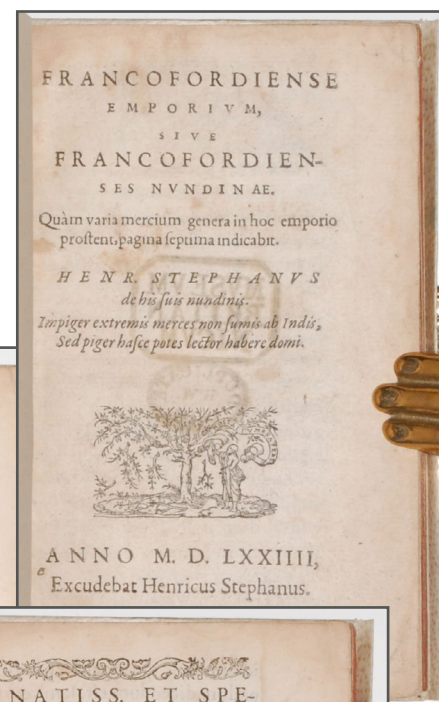 FRANCOFORDIENSE
EMPORIVM,
SIVE
FRANCOFORDIEN-
SES NVNDINAE.
Quàm varia mercium genera in hoc emporio
prostent, pagina septima indicabit.
HENR. STEPHANVS
de his suis nundinis.
Impiger extremis merces non sumis ab Indis,
Sed piger hasce potes lector habere domi.
ANNO M. D. LXXIIII,
Excudebat Henricus Stephanus.
NATISS. ET SPE-